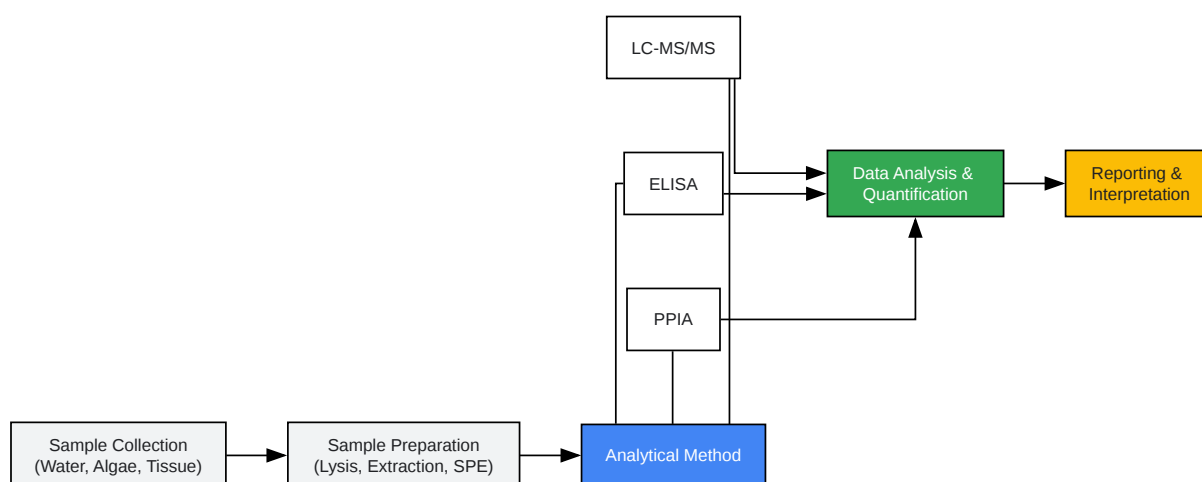 LC-MS/MS
ELISA
Data Analysis &
Quantification
Reporting &
Interpretation
PPIA
Sample Collection
(Water, Algae, Tissue)
Sample Preparation
(Lysis, Extraction, SPE)
Analytical Method